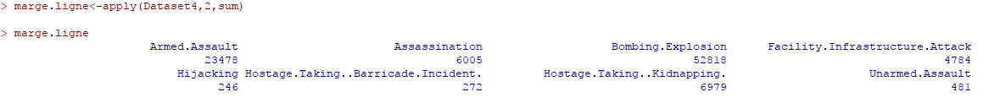 > marge.ligne<-apply(Dataset4,2,sum)
> marge.ligne
Armed.Assault Assassination Bombing.Explosion Facility.Infrastructure.Attack
23478 6005 52818 4784
Hijacking Hostage.Taking..Barricade.Incident. Hostage.Taking..Kidnapping. Unarmed.Assault
246 272 6979 481